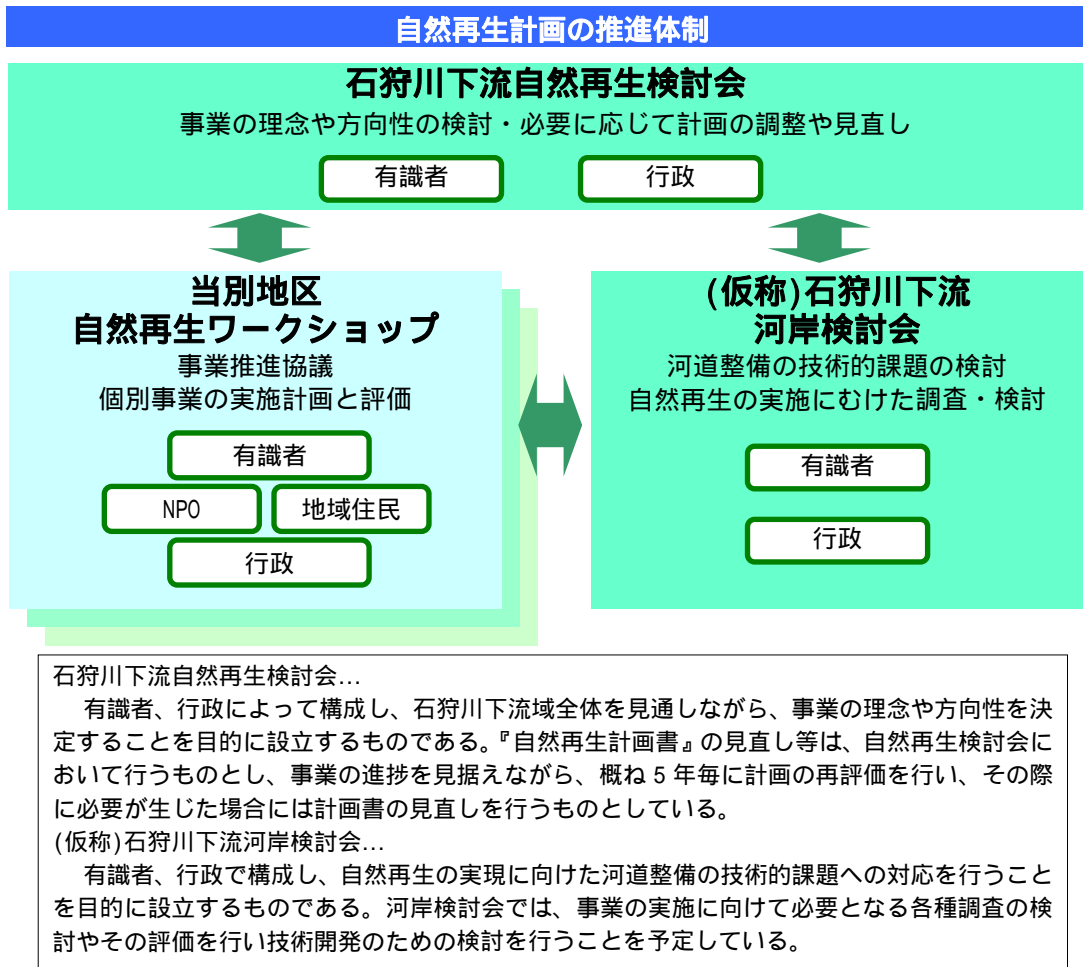 自然再生計画の推進体制
石狩川下流自然再生検討会
事業の理念や方向性の検討・必要に応じて計画の調整や見直し
有識者
行政
当別地区
自然再生ワークショップ
事業推進協議
個別事業の実施計画と評価
有識者
NPO
地域住民
行政
(仮称)石狩川下流
河岸検討会
河道整備の技術的課題の検討
自然再生の実施にむけた調査・検討
有識者
行政
石狩川下流自然再生検討会…
有識者、行政によって構成し、石狩川下流域全体を見通しながら、事業の理念や方向性を決
定することを目的に設立するものである。『自然再生計画書』の見直し等は、自然再生検討会に
おいて行うものとし、事業の進捗を見据えながら、概ね5年毎に計画の再評価を行い、その際
に必要が生じた場合には計画書の見直しを行うものとしている。
(仮称)石狩川下流河岸検討会…
有識者、行政で構成し、自然再生の実現に向けた河道整備の技術的課題への対応を行うこと
を目的に設立するものである。河岸検討会では、事業の実施に向けて必要となる各種調査の検
討やその評価を行い技術開発のための検討を行うことを予定している。